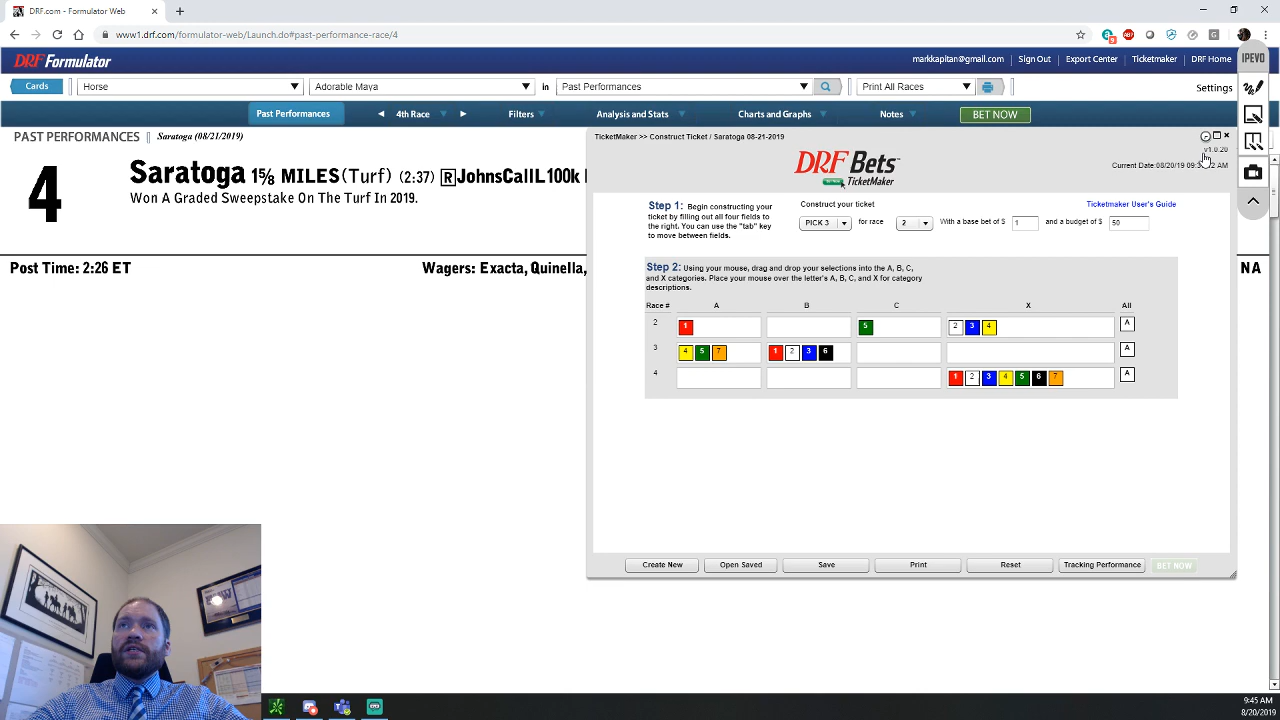 DRF.com - Formulator Web
www1.drf.com/formulator-web/Launch.do#past-performance-race/4
DRF Formulator
markkapitan@gmail.com Sign Out Export Center Ticketmaker DRF Home
IPEVO
Cards Horse Adorable Maya in Past Performances Print All Races Settings
Past Performances 4th Race Filters Analysis and Stats Charts and Graphs Notes BET NOW
PAST PERFORMANCES Saratoga (08/21/2019)
4 Saratoga 1⅝ MILES (Turf) (2:37) R JohnsCallL 100k
Won A Graded Sweepstake On The Turf In 2019.
Post Time: 2:26 ET Wagers: Exacta, Quinella, NA
TicketMaker >> Construct Ticket / Saratoga 08-21-2019
v1.0.20
DRF Bets
TicketMaker
Current Date:08/20/19 AM
Step 1: Begin constructing your
ticket by filling out all four fields to
the right. You can use the "tab" key
to move between fields.
Construct your ticket
Ticketmaker User's Guide
PICK 3 for race 2 With a base bet of $ 1 and a budget of $ 50
Step 2: Using your mouse, drag and drop your selections into the A, B, C,
and X categories. Place your mouse over the letter's A, B, C, and X for category
descriptions.
Race # A B C X All
2 1 5 2 3 4 A
3 4 5 7 1 2 3 6 A
4 1 2 3 4 5 6 7 A
Create New Open Saved Save Print Reset Tracking Performance BET NOW
9:45 AM
8/20/2019